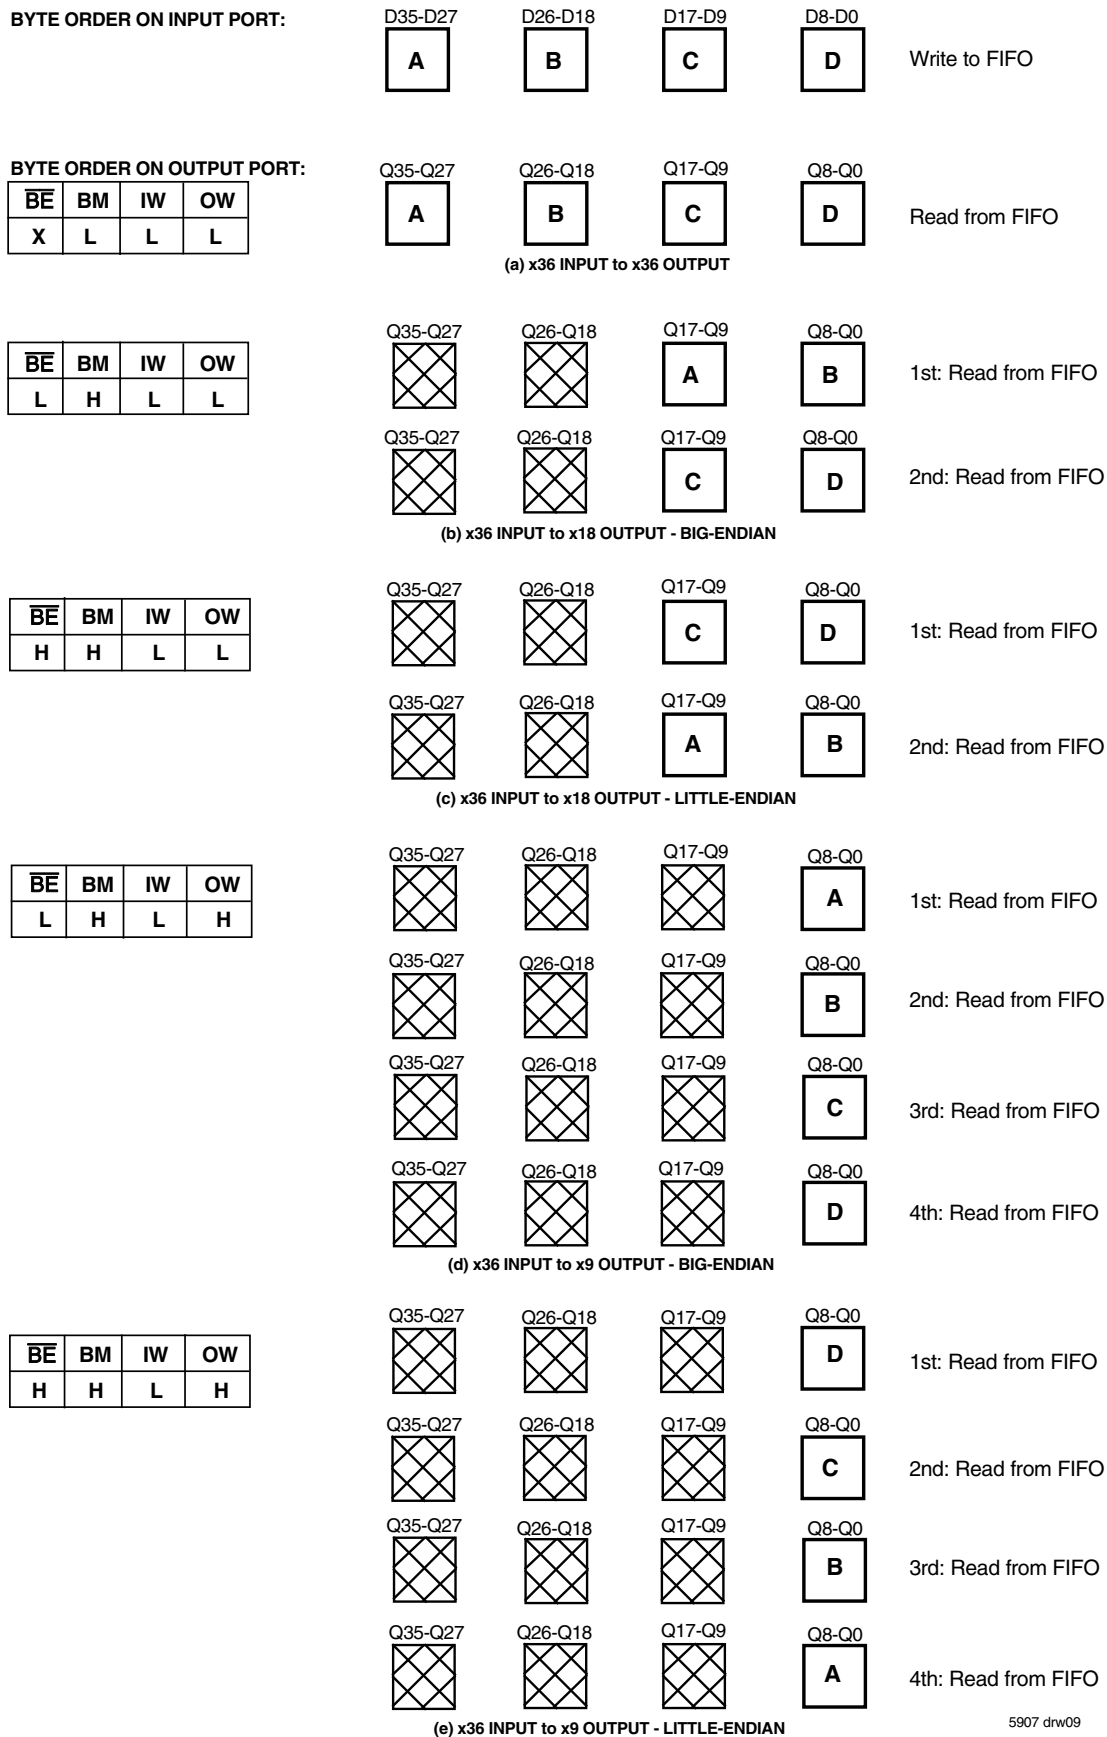 BYTE ORDER ON INPUT PORT:
D35-D27 D26-D18 D17-D9 D8-D0
A B C D Write to FIFO
BYTE ORDER ON OUTPUT PORT:
Q35-Q27 Q26-Q18 Q17-Q9 Q8-Q0
B̅E̅ BM IW OW
X L L L
A B C D Read from FIFO
(a) x36 INPUT to x36 OUTPUT
Q35-Q27 Q26-Q18 Q17-Q9 Q8-Q0
B̅E̅ BM IW OW
L H L L
A B 1st: Read from FIFO
Q35-Q27 Q26-Q18 Q17-Q9 Q8-Q0
C D 2nd: Read from FIFO
(b) x36 INPUT to x18 OUTPUT - BIG-ENDIAN
Q35-Q27 Q26-Q18 Q17-Q9 Q8-Q0
B̅E̅ BM IW OW
H H L L
C D 1st: Read from FIFO
Q35-Q27 Q26-Q18 Q17-Q9 Q8-Q0
A B 2nd: Read from FIFO
(c) x36 INPUT to x18 OUTPUT - LITTLE-ENDIAN
Q35-Q27 Q26-Q18 Q17-Q9 Q8-Q0
B̅E̅ BM IW OW
L H L H
A 1st: Read from FIFO
Q35-Q27 Q26-Q18 Q17-Q9 Q8-Q0
B 2nd: Read from FIFO
Q35-Q27 Q26-Q18 Q17-Q9 Q8-Q0
C 3rd: Read from FIFO
Q35-Q27 Q26-Q18 Q17-Q9 Q8-Q0
D 4th: Read from FIFO
(d) x36 INPUT to x9 OUTPUT - BIG-ENDIAN
Q35-Q27 Q26-Q18 Q17-Q9 Q8-Q0
B̅E̅ BM IW OW
H H L H
D 1st: Read from FIFO
Q35-Q27 Q26-Q18 Q17-Q9 Q8-Q0
C 2nd: Read from FIFO
Q35-Q27 Q26-Q18 Q17-Q9 Q8-Q0
B 3rd: Read from FIFO
Q35-Q27 Q26-Q18 Q17-Q9 Q8-Q0
A 4th: Read from FIFO
(e) x36 INPUT to x9 OUTPUT - LITTLE-ENDIAN
5907 drw09